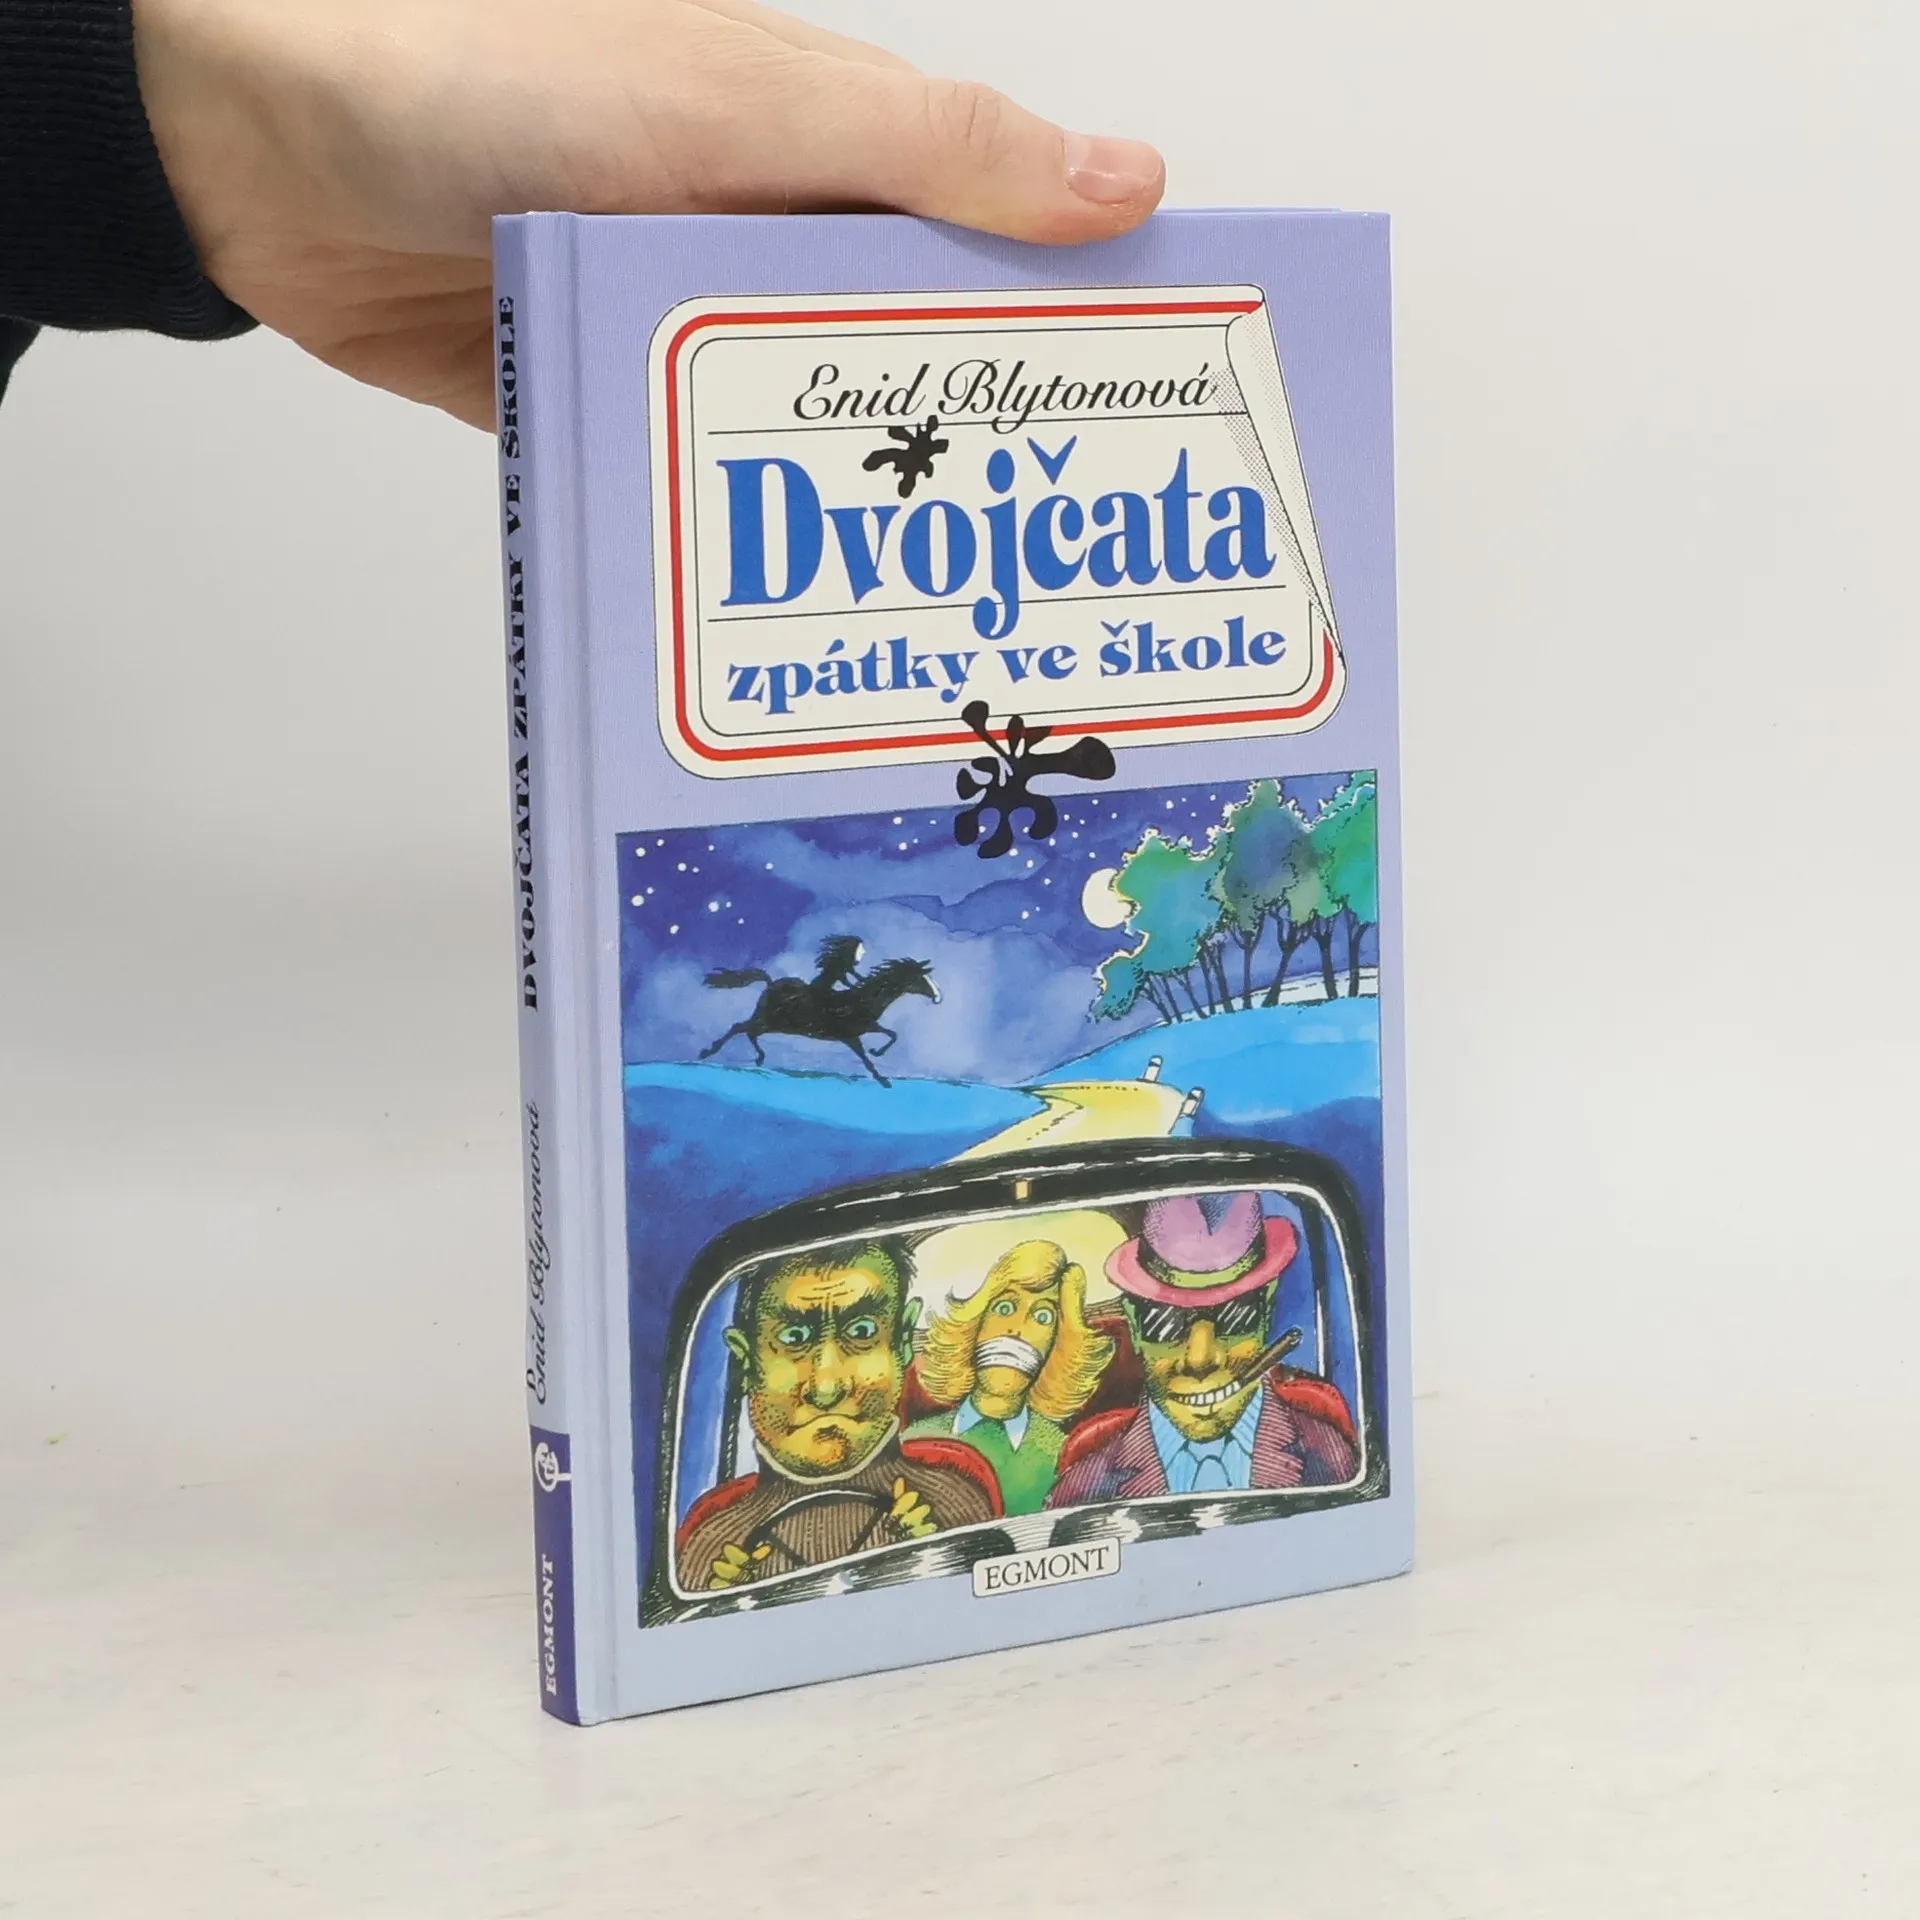 Enid Blytonová
Dvojčata
zpátky ve škole
EGMONT
DVOJČATA ZPÁTKY VE ŠKOLE
Enid Blytonová
EGMONT